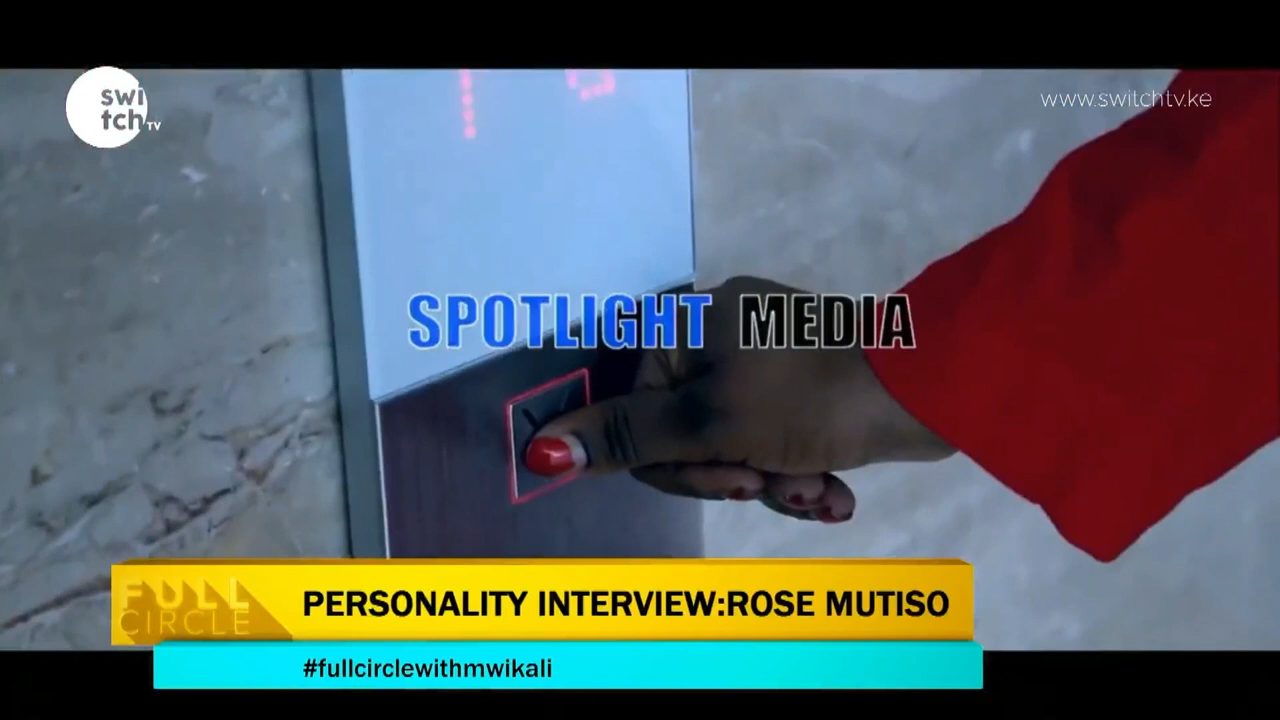 swi
tch TV
www.switchtv.ke
SPOTLIGHT MEDIA
FULL
CIRCLE
PERSONALITY INTERVIEW:ROSE MUTISO
#fullcirclewithmwikali